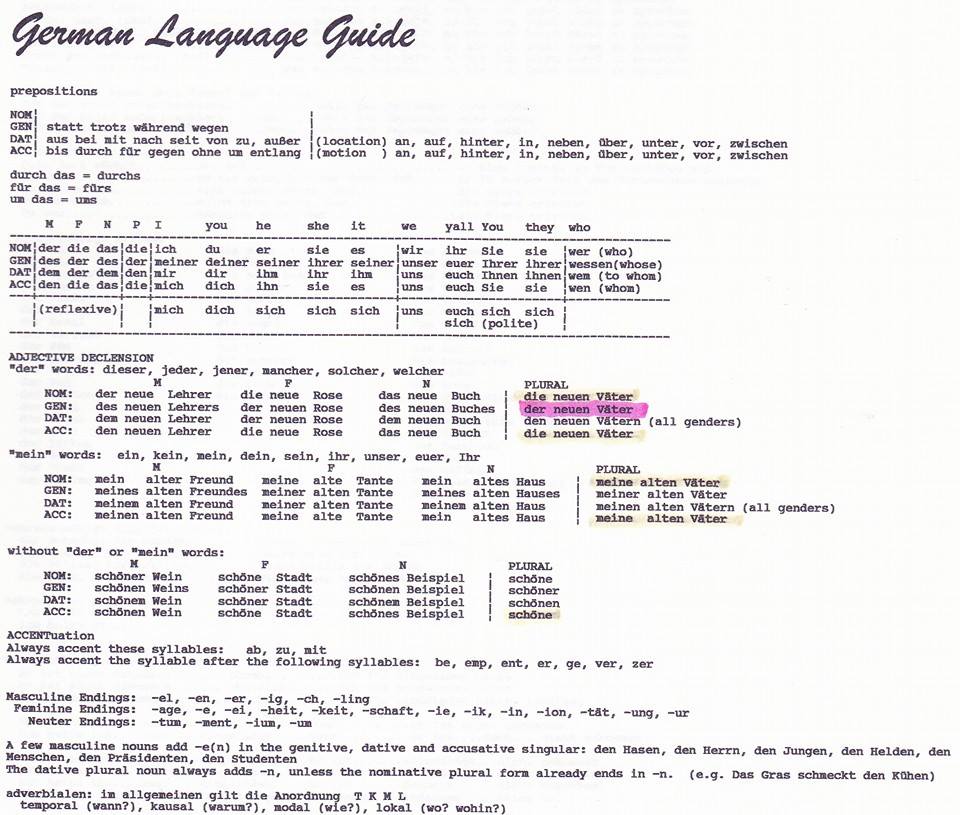 German Language Guide
prepositions
NOM¦ ¦
GEN¦ statt trotz während wegen ¦
DAT¦ aus bei mit nach seit von zu, außer ¦(location) an, auf, hinter, in, neben, über, unter, vor, zwischen
ACC¦ bis durch für gegen ohne um entlang ¦(motion ) an, auf, hinter, in, neben, über, unter, vor, zwischen
durch das = durchs
für das = fürs
um das = ums
M F N P I you he she it we yall You they who
NOM¦der die das¦die¦ich du er sie es ¦wir ihr Sie sie ¦wer (who)
GEN¦des der des¦der¦meiner deiner seiner ihrer seiner¦unser euer Ihrer ihrer¦wessen(whose)
DAT¦dem der dem¦den¦mir dir ihm ihr ihm ¦uns euch Ihnen ihnen¦wem (to whom)
ACC¦den die das¦die¦mich dich ihn sie es ¦uns euch Sie sie ¦wen (whom)
¦(reflexive)¦ ¦mich dich sich sich sich ¦uns euch sich sich ¦
sich (polite)
ADJECTIVE DECLENSION
"der" words: dieser, jeder, jener, mancher, solcher, welcher
M F N PLURAL
NOM: der neue Lehrer die neue Rose das neue Buch ¦ die neuen Väter
GEN: des neuen Lehrers der neuen Rose des neuen Buches ¦ der neuen Väter
DAT: dem neuen Lehrer der neuen Rose dem neuen Buch ¦ den neuen Vätern (all genders)
ACC: den neuen Lehrer die neue Rose das neue Buch ¦ die neuen Väter
"mein" words: ein, kein, mein, dein, sein, ihr, unser, euer, Ihr
M F N PLURAL
NOM: mein alter Freund meine alte Tante mein altes Haus ¦ meine alten Väter
GEN: meines alten Freundes meiner alten Tante meines alten Hauses ¦ meiner alten Väter
DAT: meinem alten Freund meiner alten Tante meinem alten Haus ¦ meinen alten Vätern (all genders)
ACC: meinen alten Freund meine alte Tante mein altes Haus ¦ meine alten Väter
without "der" or "mein" words:
M F N PLURAL
NOM: schöner Wein schöne Stadt schönes Beispiel ¦ schöne
GEN: schönen Weins schöner Stadt schönen Beispiel ¦ schöner
DAT: schönem Wein schöner Stadt schönem Beispiel ¦ schönen
ACC: schönen Wein schöne Stadt schönes Beispiel ¦ schöne
ACCENTuation
Always accent these syllables: ab, zu, mit
Always accent the syllable after the following syllables: be, emp, ent, er, ge, ver, zer
Masculine Endings: -el, -en, -er, -ig, -ch, -ling
Feminine Endings: -age, -e, -ei, -heit, -keit, -schaft, -ie, -ik, -in, -ion, -tät, -ung, -ur
Neuter Endings: -tum, -ment, -ium, -um
A few masculine nouns add -e(n) in the genitive, dative and accusative singular: den Hasen, den Herrn, den Jungen, den Helden, den
Menschen, den Präsidenten, den Studenten
The dative plural noun always adds -n, unless the nominative plural form already ends in -n. (e.g. Das Gras schmeckt den Kühen)
adverbialen: im allgemeinen gilt die Anordnung T K M L
temporal (wann?), kausal (warum?), modal (wie?), lokal (wo? wohin?)